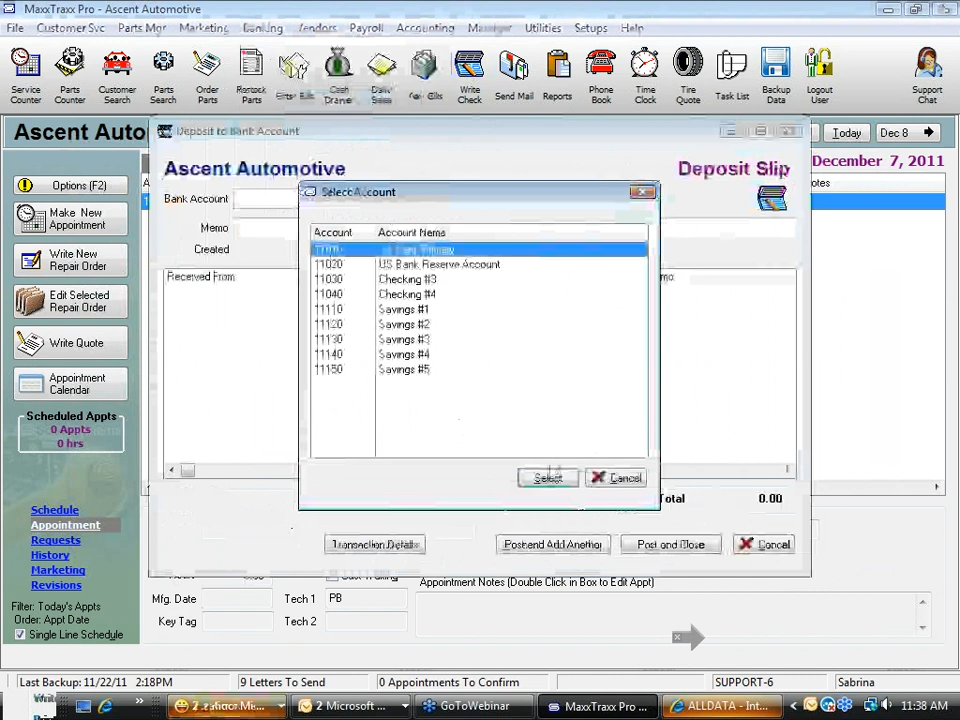 MaxxTraxx Pro - Ascent Automotive
File Customer Svc Parts Mgr Marketing Banking Vendors Payroll Accounting Manager Utilities Setups Help
Service Counter
Parts Counter
Customer Search
Parts Search
Order Parts
Restock Parts
Cash Drawer
Daily Sales
Write Check
Send Mail
Reports
Phone Book
Time Clock
Tire Quote
Task List
Backup Data
Logout User
Support Chat
Ascent Auto
Today
Dec 8
December 7, 2011
otes
Options (F2)
Make New Appointment
Write New Repair Order
Edit Selected Repair Order
Write Quote
Appointment Calendar
Scheduled Appts
0 Appts
0 hrs
Schedule
Appointment
Requests
History
Marketing
Revisions
Filter: Today's Appts
Order: Appt Date
Single Line Schedule
Deposit to Bank Account
Ascent Automotive
Deposit Slip
Bank Account
Memo
Created
Received From
mo
Select Account
Account Account Name
11020 US Bank Reserve Account
11030 Checking #3
11040 Checking #4
11110 Savings #1
11120 Savings #2
11130 Savings #3
11140 Savings #4
11150 Savings #5
Select
Cancel
Total 0.00
Transaction Details
Post and Add Another
Post and Close
Cancel
Mfg. Date
Tech 1 PB
Key Tag
Tech 2
Appointment Notes (Double Click in Box to Edit Appt)
Last Backup: 11/22/11 2:18PM
9 Letters To Send
0 Appointments To Confirm
SUPPORT-6
Sabrina
2 Microsoft ...
GoToWebinar
MaxxTraxx Pro ...
ALLDATA - Int...
11:38 AM